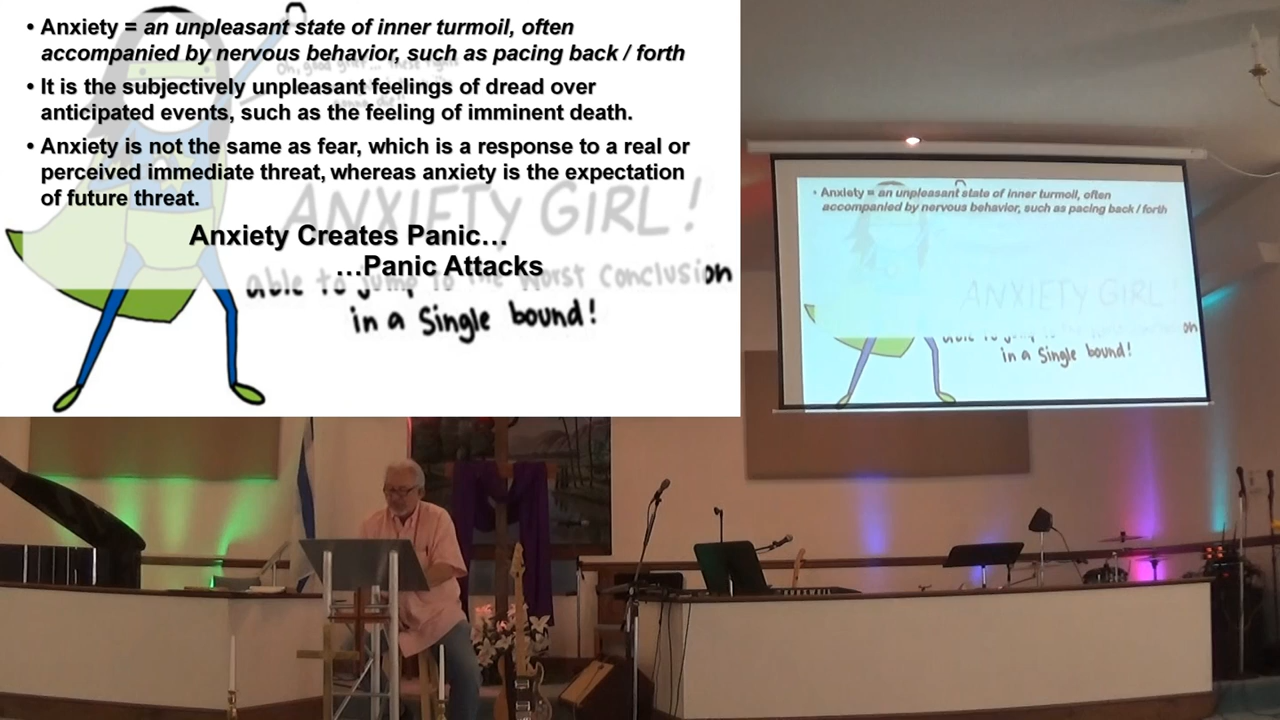 • Anxiety = an unpleasant state of inner turmoil, often
accompanied by nervous behavior, such as pacing back / forth
• It is the subjectively unpleasant feelings of dread over
anticipated events, such as the feeling of imminent death.
• Anxiety is not the same as fear, which is a response to a real or
perceived immediate threat, whereas anxiety is the expectation
of future threat.
ANXIETY GIRL!
Anxiety Creates Panic…
…Panic Attacks
able to jump to the worst conclusion
in a single bound!
• Anxiety = an unpleasant state of inner turmoil, often
accompanied by nervous behavior, such as pacing back / forth
ANXIETY GIRL!
on
in a single bound!